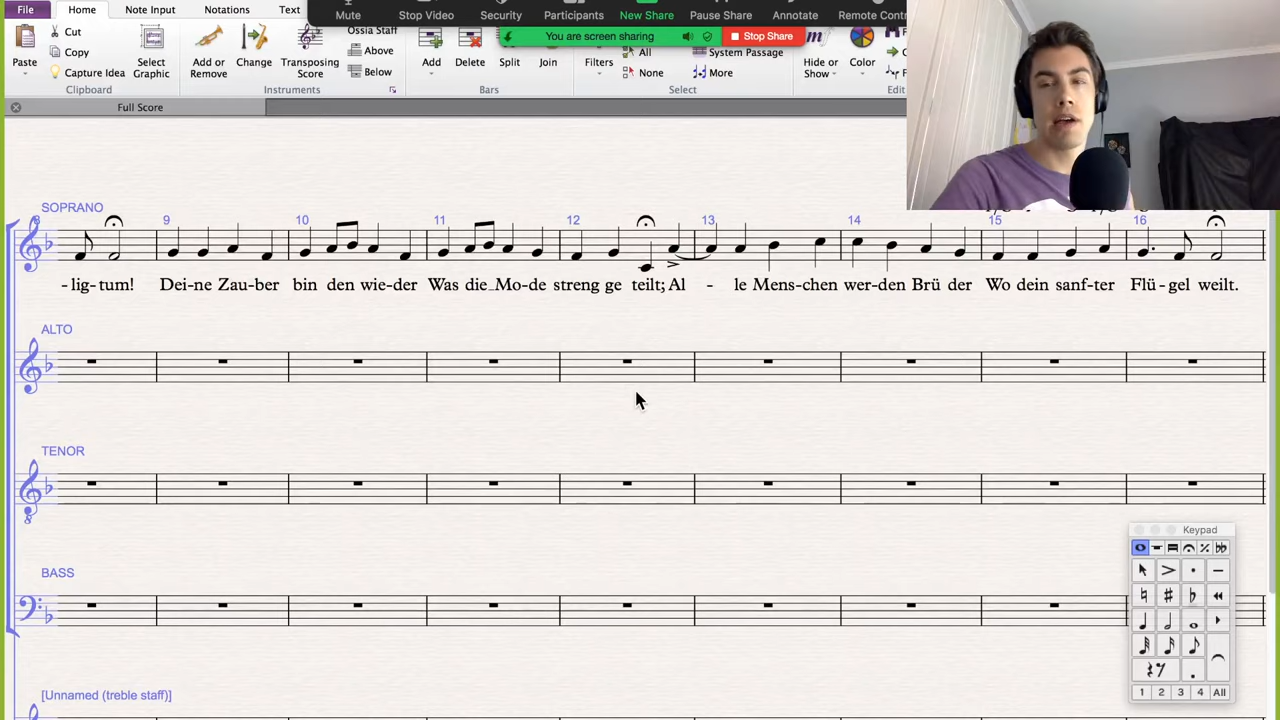 File Home Note Input Notations Text
Mute Stop Video Security Participants New Share Pause Share Annotate Remote Contr
You are screen sharing Stop Share
Cut
Copy
Capture Idea
Paste
Clipboard
Select Graphic
Add or Remove
Change
Transposing Score
Ossia Staff
Above
Below
Instruments
Add Delete Split Join
Bars
Filters
All
None
System Passage
More
Select
Hide or Show
Color
Edit
Full Score
SOPRANO
8 9 10 11 12 13 14 15 16
-lig-tum! Dei-ne Zau-ber bin den wie-der Was die_Mo-de streng ge teilt; Al - le Mens-chen wer-den Brü der Wo dein sanf-ter Flü-gel weilt.
ALTO
TENOR
8
BASS
[Unnamed (treble staff)]
Keypad
1 2 3 4 All